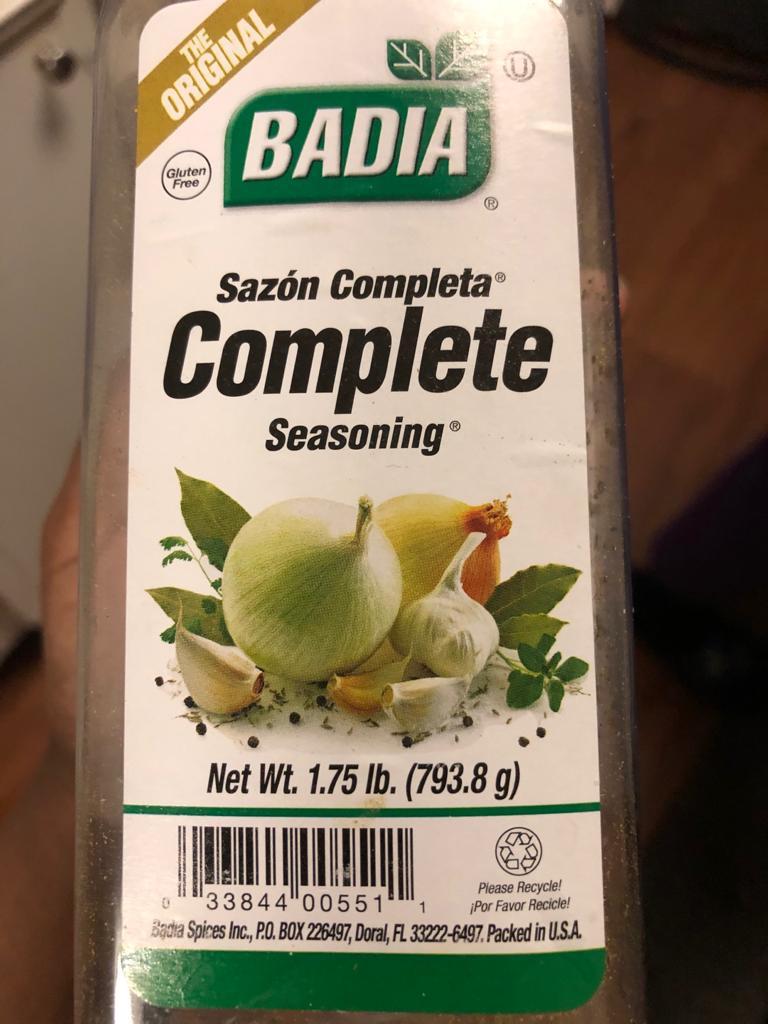 THE
ORIGINAL
U
BADIA
®
Gluten
Free
Sazón Completa®
Complete
Seasoning®
Net Wt. 1.75 lb. (793.8 g)
0 33844 00551 1
Please Recycle!
¡Por Favor Recicle!
Badia Spices Inc., P.O. BOX 226497, Doral, FL 33222-6497. Packed in U.S.A.